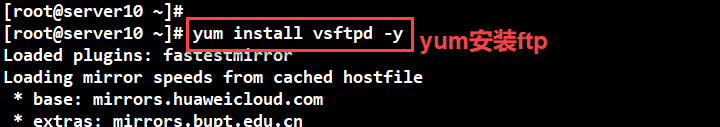 [root@server10 ~]#
[root@server10 ~]# yum install vsftpd -y
yum安装ftp
Loaded plugins: fastestmirror
Loading mirror speeds from cached hostfile
* base: mirrors.huaweicloud.com
* extras: mirrors.bupt.edu.cn